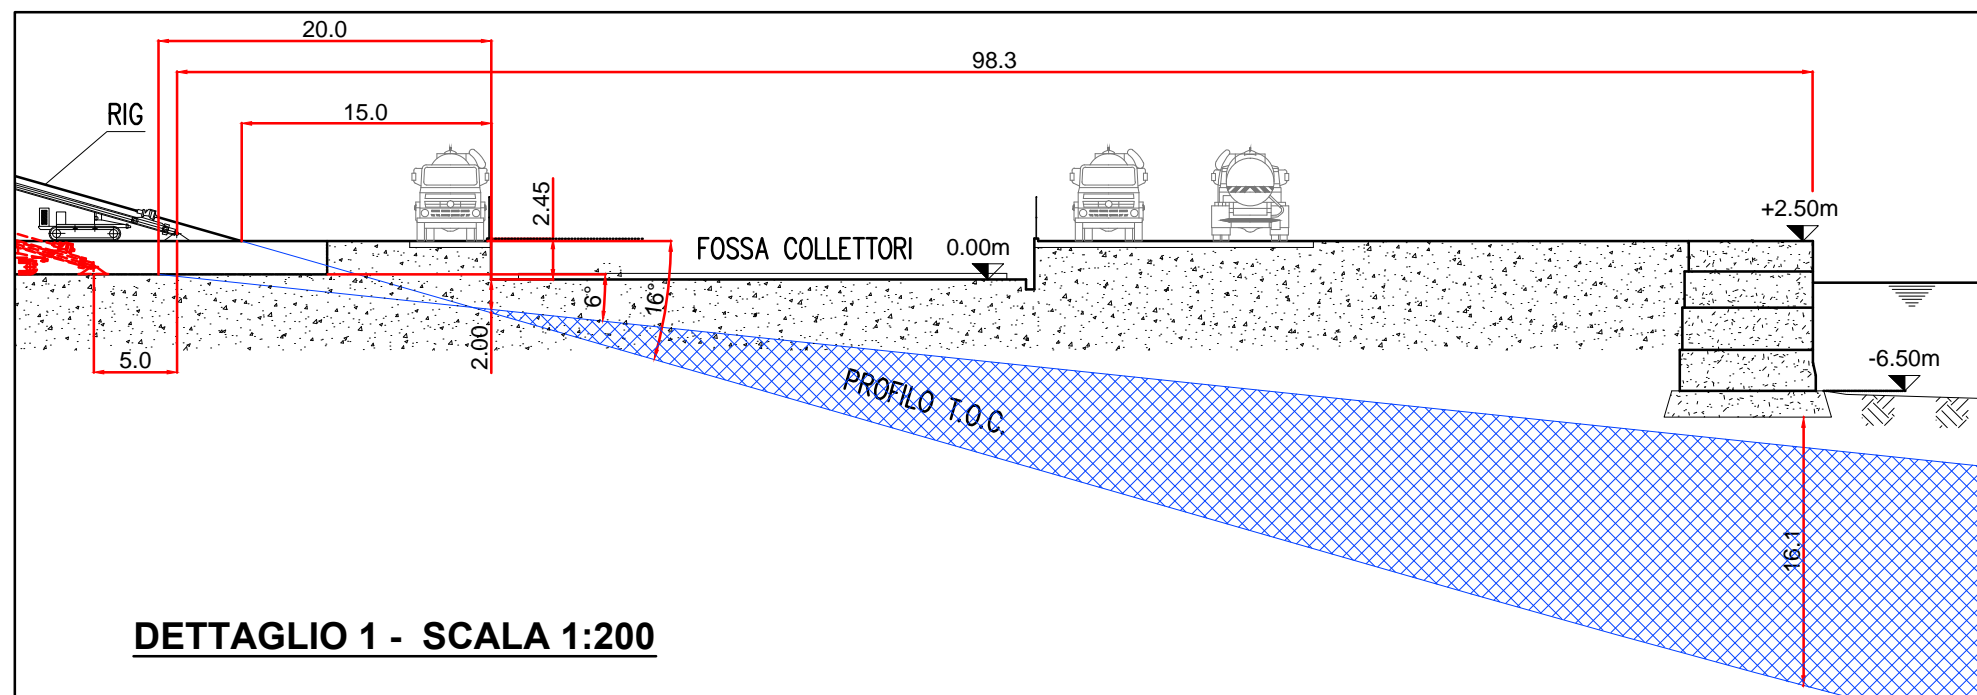 20.0
98.3
RIG
15.0
2.45
+2.50m
FOSSA COLLETTORI
0.00m
6°
16°
2.00
5.0
-6.50m
PROFILO T.O.C.
16.1
DETTAGLIO 1 - SCALA 1:200